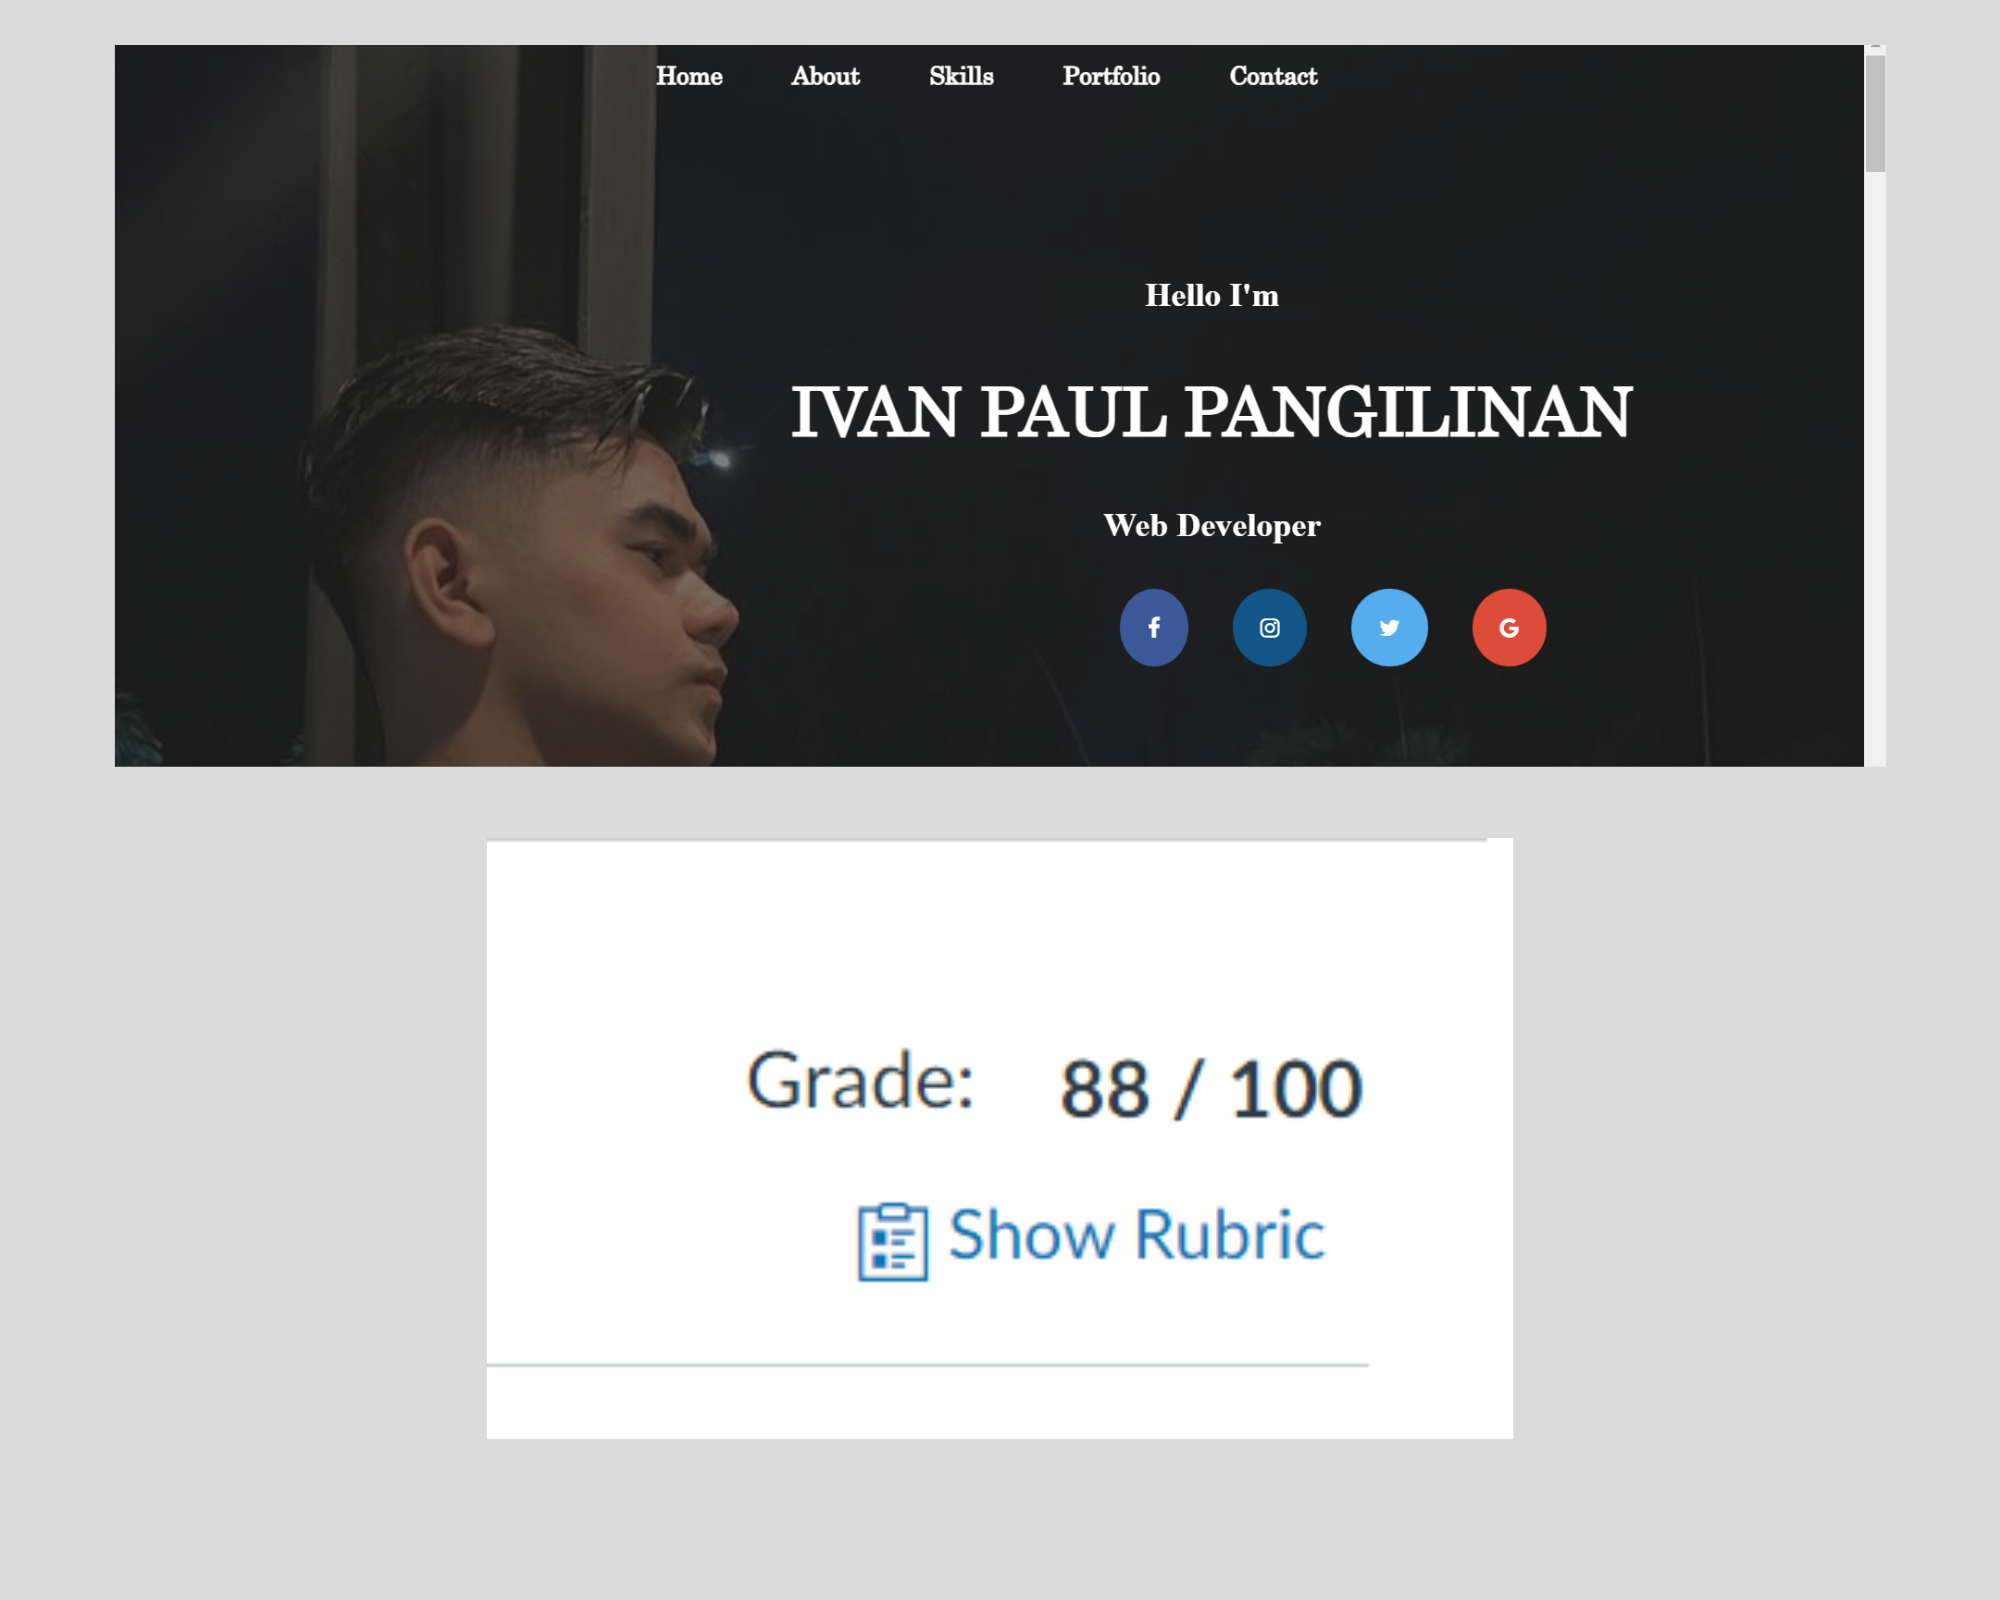 Home About Skills Portfolio Contact
Hello I'm
IVAN PAUL PANGILINAN
Web Developer
Grade: 88 / 100
Show Rubric